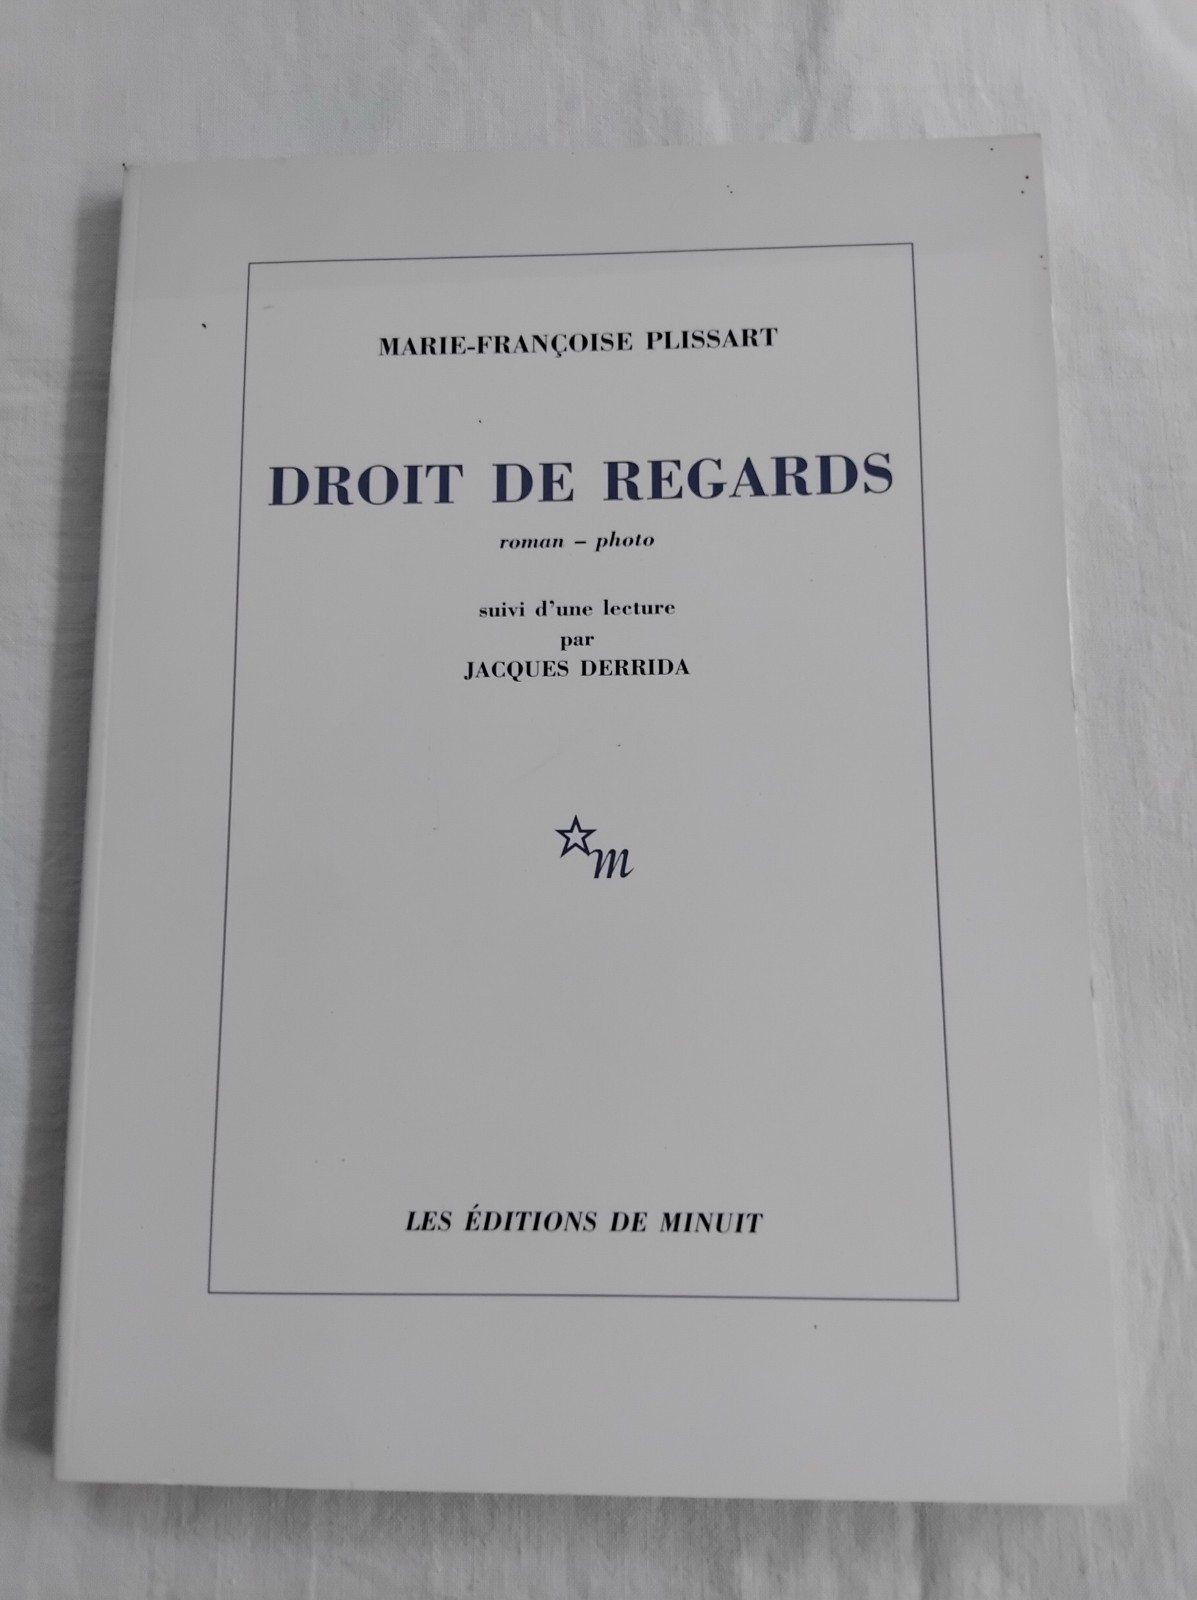 MARIE-FRANÇOISE PLISSART
DROIT DE REGARDS
roman – photo
suivi d'une lecture
par
JACQUES DERRIDA
m
LES ÉDITIONS DE MINUIT